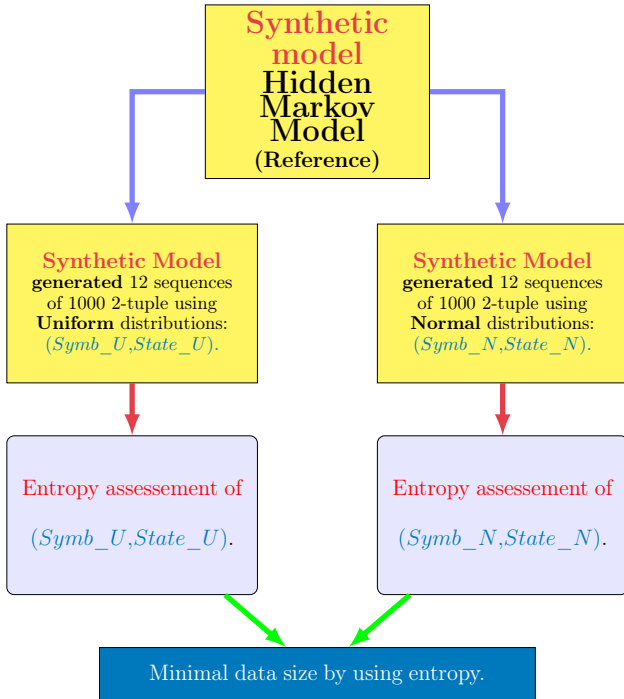 Synthetic
model
Hidden
Markov
Model
(Reference)
Synthetic Model
generated 12 sequences
of 1000 2-tuple using
Uniform distributions:
(Symb_U,State_U).
Synthetic Model
generated 12 sequences
of 1000 2-tuple using
Normal distributions:
(Symb_N,State_N).
Entropy assessement of
(Symb_U,State_U).
Entropy assessement of
(Symb_N,State_N).
Minimal data size by using entropy.